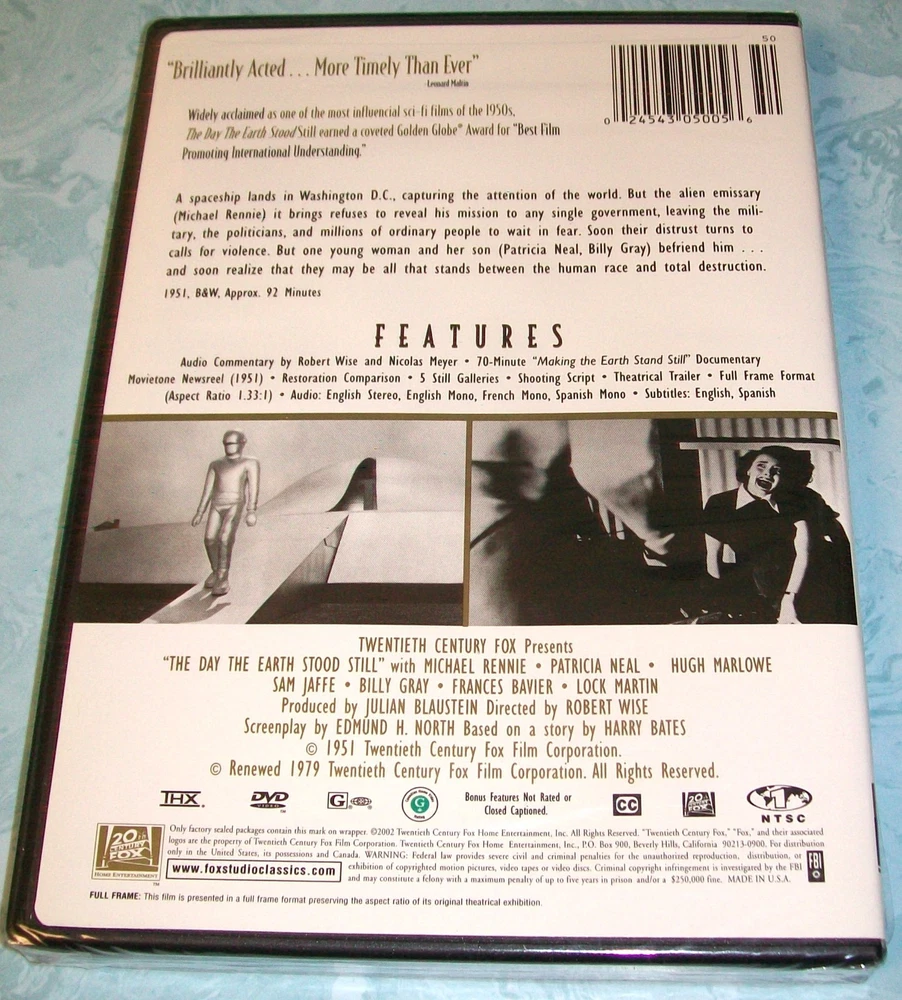 "Brilliantly Acted . . . More Timely Than Ever"
-Leonard Maltin
50
0 24543 05005 6
Widely acclaimed as one of the most influential sci-fi films of the 1950s,
The Day The Earth Stood Still earned a coveted Golden Globe® Award for "Best Film
Promoting International Understanding."
A spaceship lands in Washington D.C., capturing the attention of the world. But the alien emissary
(Michael Rennie) it brings refuses to reveal his mission to any single government, leaving the mili-
tary, the politicians, and millions of ordinary people to wait in fear. Soon their distrust turns to
calls for violence. But one young woman and her son (Patricia Neal, Billy Gray) befriend him . . .
and soon realize that they may be all that stands between the human race and total destruction.
1951, B&W, Approx. 92 Minutes
FEATURES
Audio Commentary by Robert Wise and Nicolas Meyer • 70-Minute "Making the Earth Stand Still" Documentary
Movietone Newsreel (1951) • Restoration Comparison • 5 Still Galleries • Shooting Script • Theatrical Trailer • Full Frame Format
(Aspect Ratio 1.33:1) • Audio: English Stereo, English Mono, French Mono, Spanish Mono • Subtitles: English, Spanish
TWENTIETH CENTURY FOX Presents
"THE DAY THE EARTH STOOD STILL" with MICHAEL RENNIE • PATRICIA NEAL • HUGH MARLOWE
SAM JAFFE • BILLY GRAY • FRANCES BAVIER • LOCK MARTIN
Produced by JULIAN BLAUSTEIN Directed by ROBERT WISE
Screenplay by EDMUND H. NORTH Based on a story by HARRY BATES
© 1951 Twentieth Century Fox Film Corporation.
© Renewed 1979 Twentieth Century Fox Film Corporation. All Rights Reserved.
THX.
DVD
VIDEO
G
G
Bonus Features Not Rated or
Closed Captioned.
CC
20th CENTURY FOX
1
NTSC
20th CENTURY FOX
HOME ENTERTAINMENT
Only factory sealed packages contain this mark on wrapper. ©2002 Twentieth Century Fox Home Entertainment, Inc. All Rights Reserved. "Twentieth Century Fox," "Fox," and their associated
logos are the property of Twentieth Century Fox Film Corporation. Twentieth Century Fox Home Entertainment, Inc., P.O. Box 900, Beverly Hills, California 90213-0900. For distribution
only in the United States, its possessions and Canada. WARNING: Federal law provides severe civil and criminal penalties for the unauthorized reproduction, distribution, or
www.foxstudioclassics.com
exhibition of copyrighted motion pictures, video tapes or video discs. Criminal copyright infringement is investigated by the FBI
and may constitute a felony with a maximum penalty of up to five years in prison and/or a $250,000 fine. MADE IN U.S.A.
FBI
FULL FRAME: This film is presented in a full frame format preserving the aspect ratio of its original theatrical exhibition.